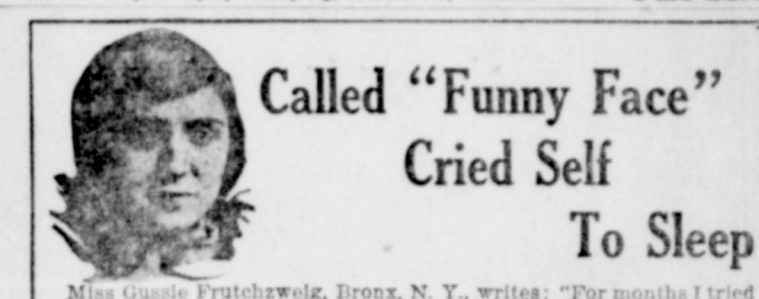 Called “Funny Face”
Cried Self
To Sleep
Miss Gussie Frutchzweig, Bronx, N. Y., writes: “For months I tried